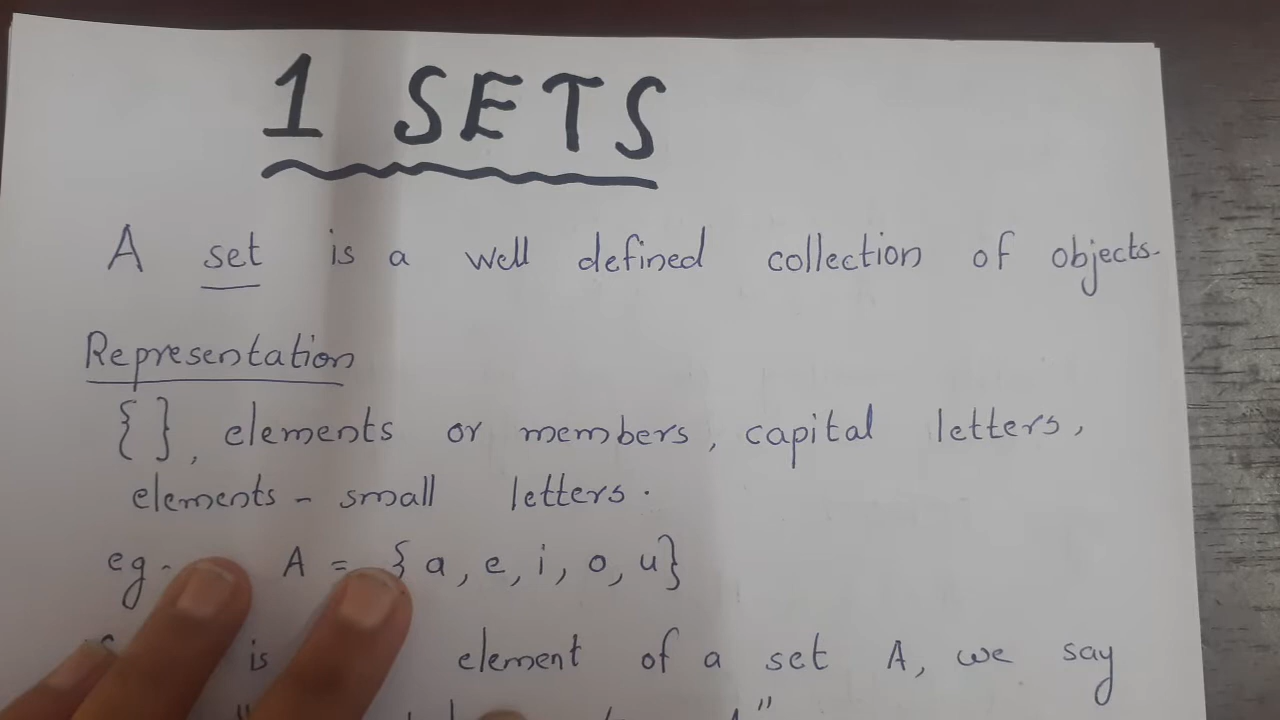 1 SETS
A set is a well defined collection of objects.
Representation
{ }, elements or members, capital letters,
elements - small letters.
eg. A = {a, e, i, o, u}
is element of a set A, we say